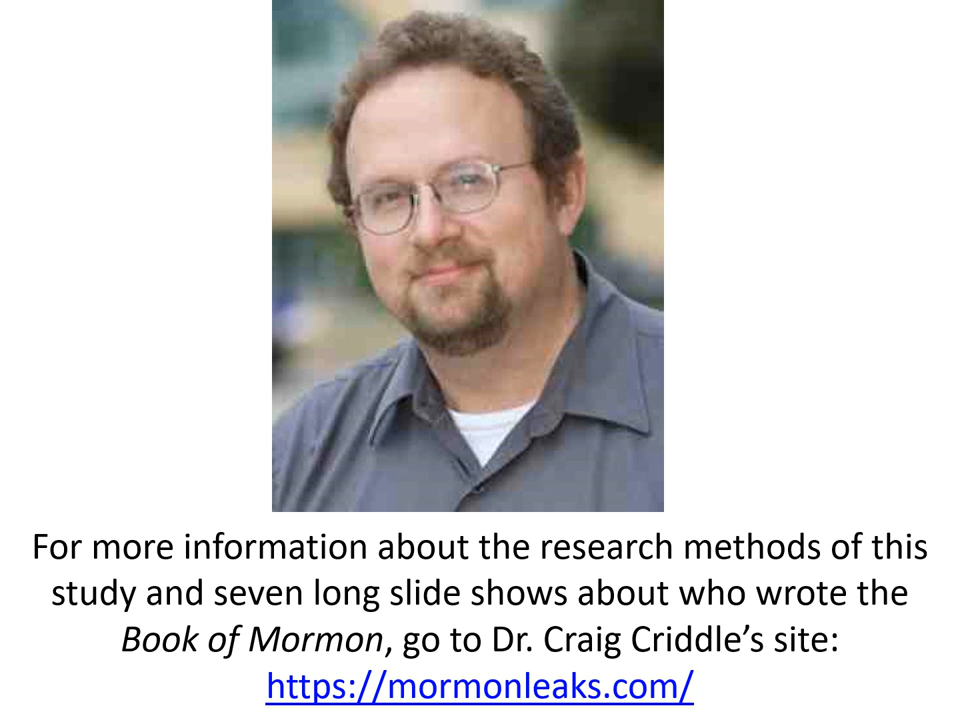 For more information about the research methods of this
study and seven long slide shows about who wrote the
Book of Mormon, go to Dr. Craig Criddle’s site:
https://mormonleaks.com/